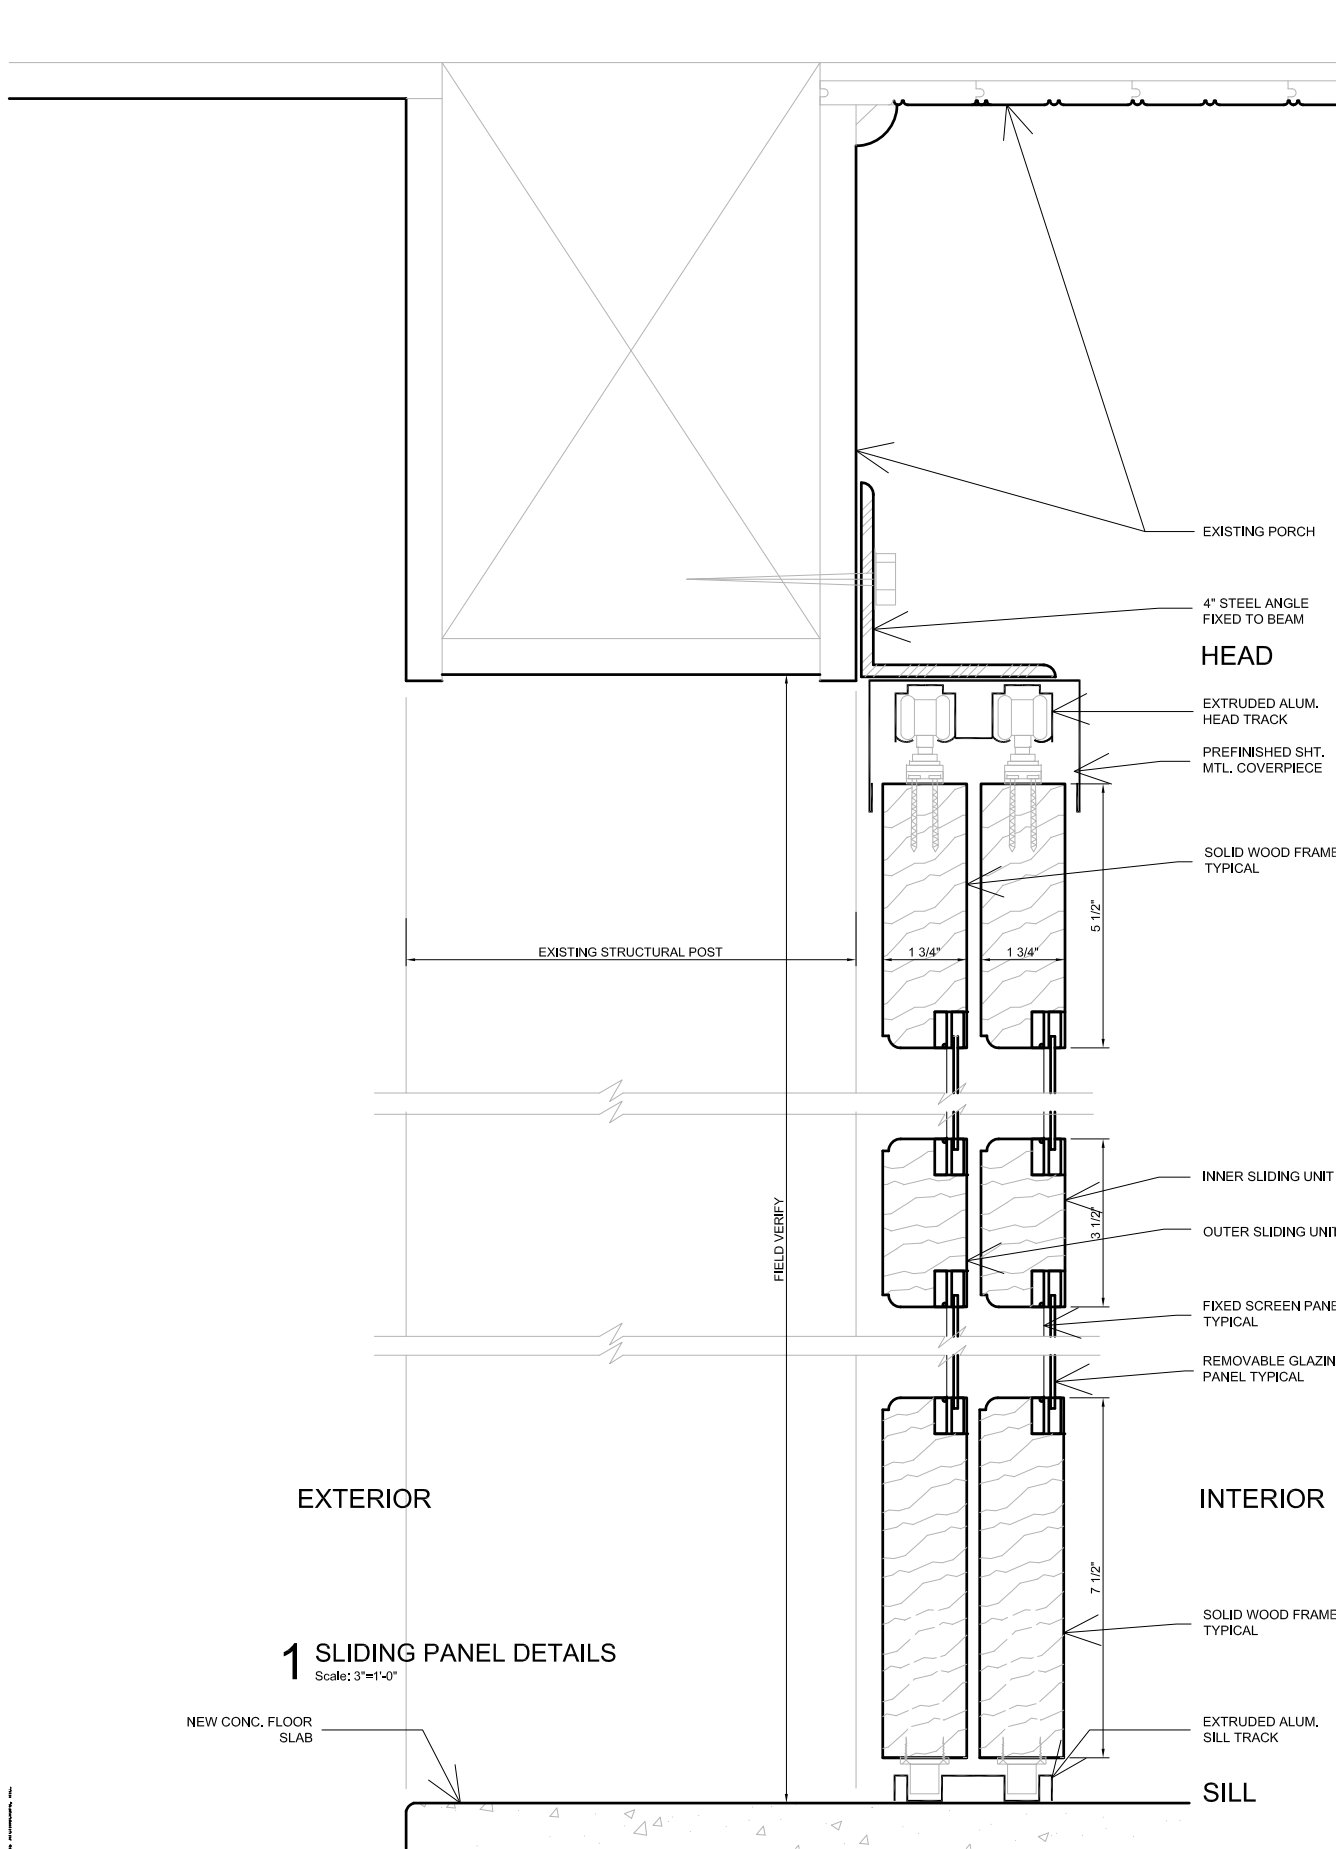 EXISTING PORCH
4" STEEL ANGLE
FIXED TO BEAM
HEAD
EXTRUDED ALUM.
HEAD TRACK
PREFINISHED SHT.
MTL. COVERPIECE
SOLID WOOD FRAME
TYPICAL
5 1/2"
EXISTING STRUCTURAL POST
1 3/4"
1 3/4"
INNER SLIDING UNIT
3 1/2"
OUTER SLIDING UNIT
FIELD VERIFY
FIXED SCREEN PANE
TYPICAL
REMOVABLE GLAZIN
PANEL TYPICAL
EXTERIOR
INTERIOR
7 1/2"
SOLID WOOD FRAME
TYPICAL
1 SLIDING PANEL DETAILS
Scale: 3"=1'-0"
NEW CONC. FLOOR
SLAB
EXTRUDED ALUM.
SILL TRACK
SILL